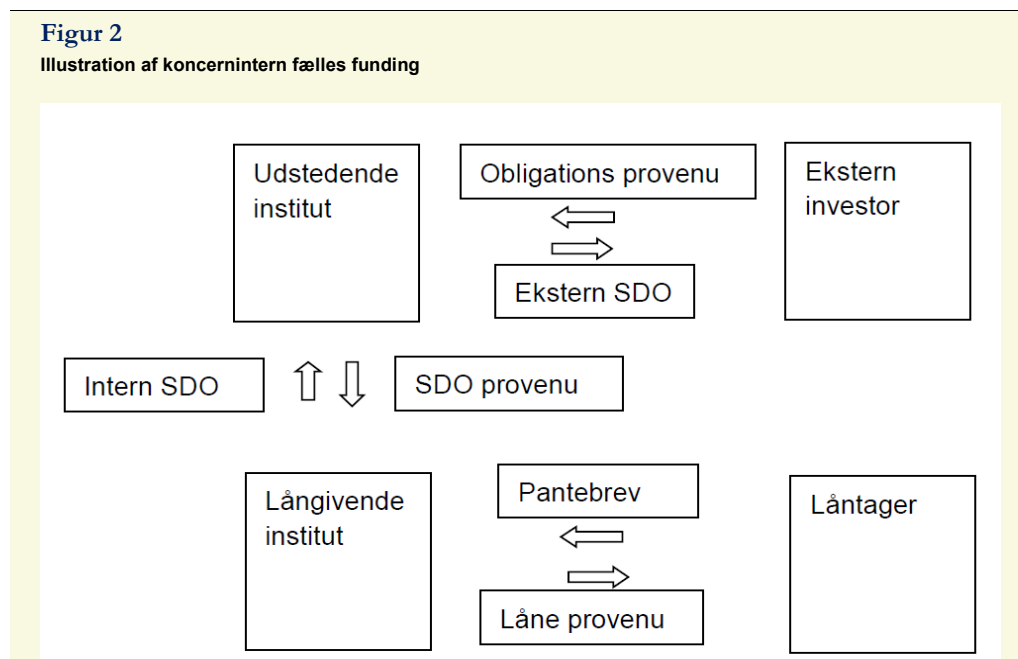 Figur 2
Illustration af koncernintern fælles funding
Udstedende
institut
Obligations provenu
Ekstern
investor
Ekstern SDO
Intern SDO
SDO provenu
Långivende
institut
Pantebrev
Låntager
Låne provenu